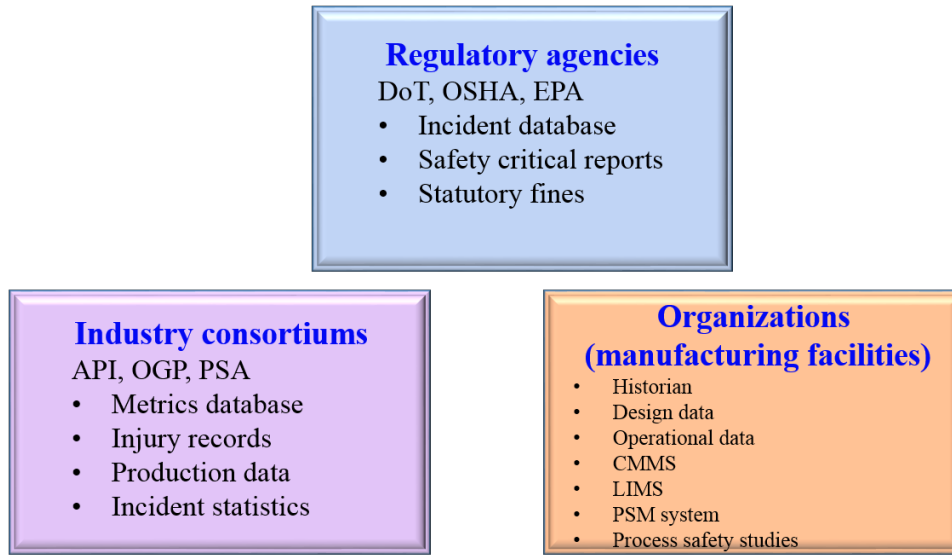 Regulatory agencies
DoT, OSHA, EPA
• Incident database
• Safety critical reports
• Statutory fines
Industry consortiums
API, OGP, PSA
• Metrics database
• Injury records
• Production data
• Incident statistics
Organizations
(manufacturing facilities)
• Historian
• Design data
• Operational data
• CMMS
• LIMS
• PSM system
• Process safety studies